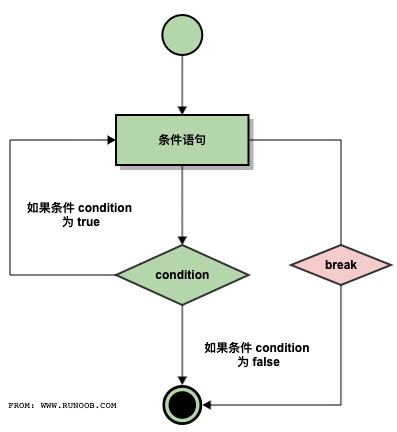 条件语句
如果条件 condition
为 true
condition
break
如果条件 condition
为 false
FROM: WWW.RUNOOB.COM